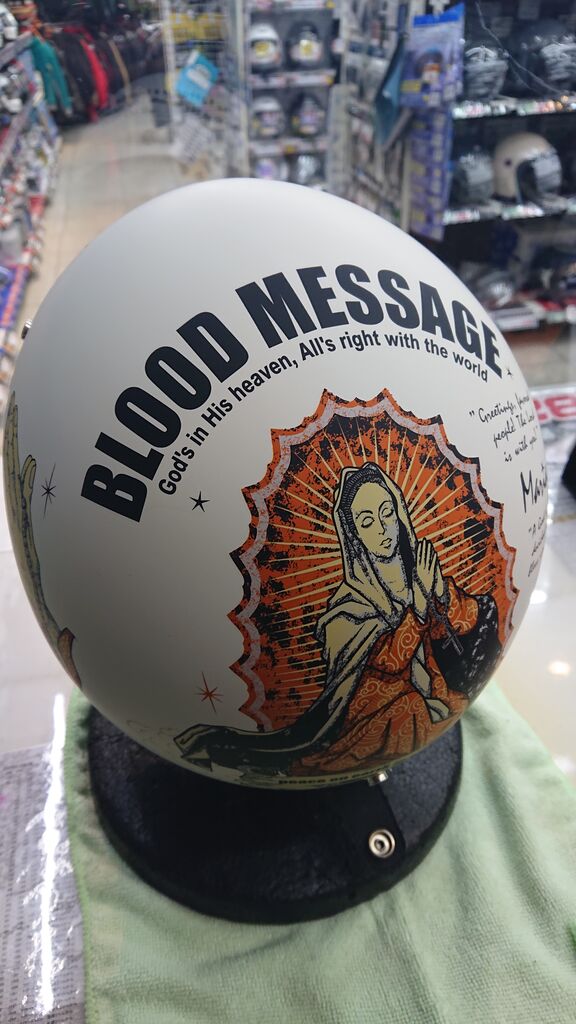 BLOOD MESSAGE
God's in His heaven, All's right with the world
"Greetings,
people! The
is with